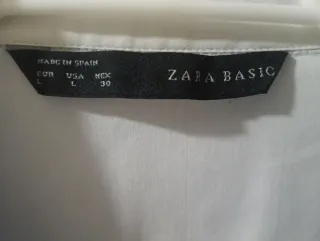 MADE IN SPAIN
EUR USA MEX
L L 30
ZARA BASIC